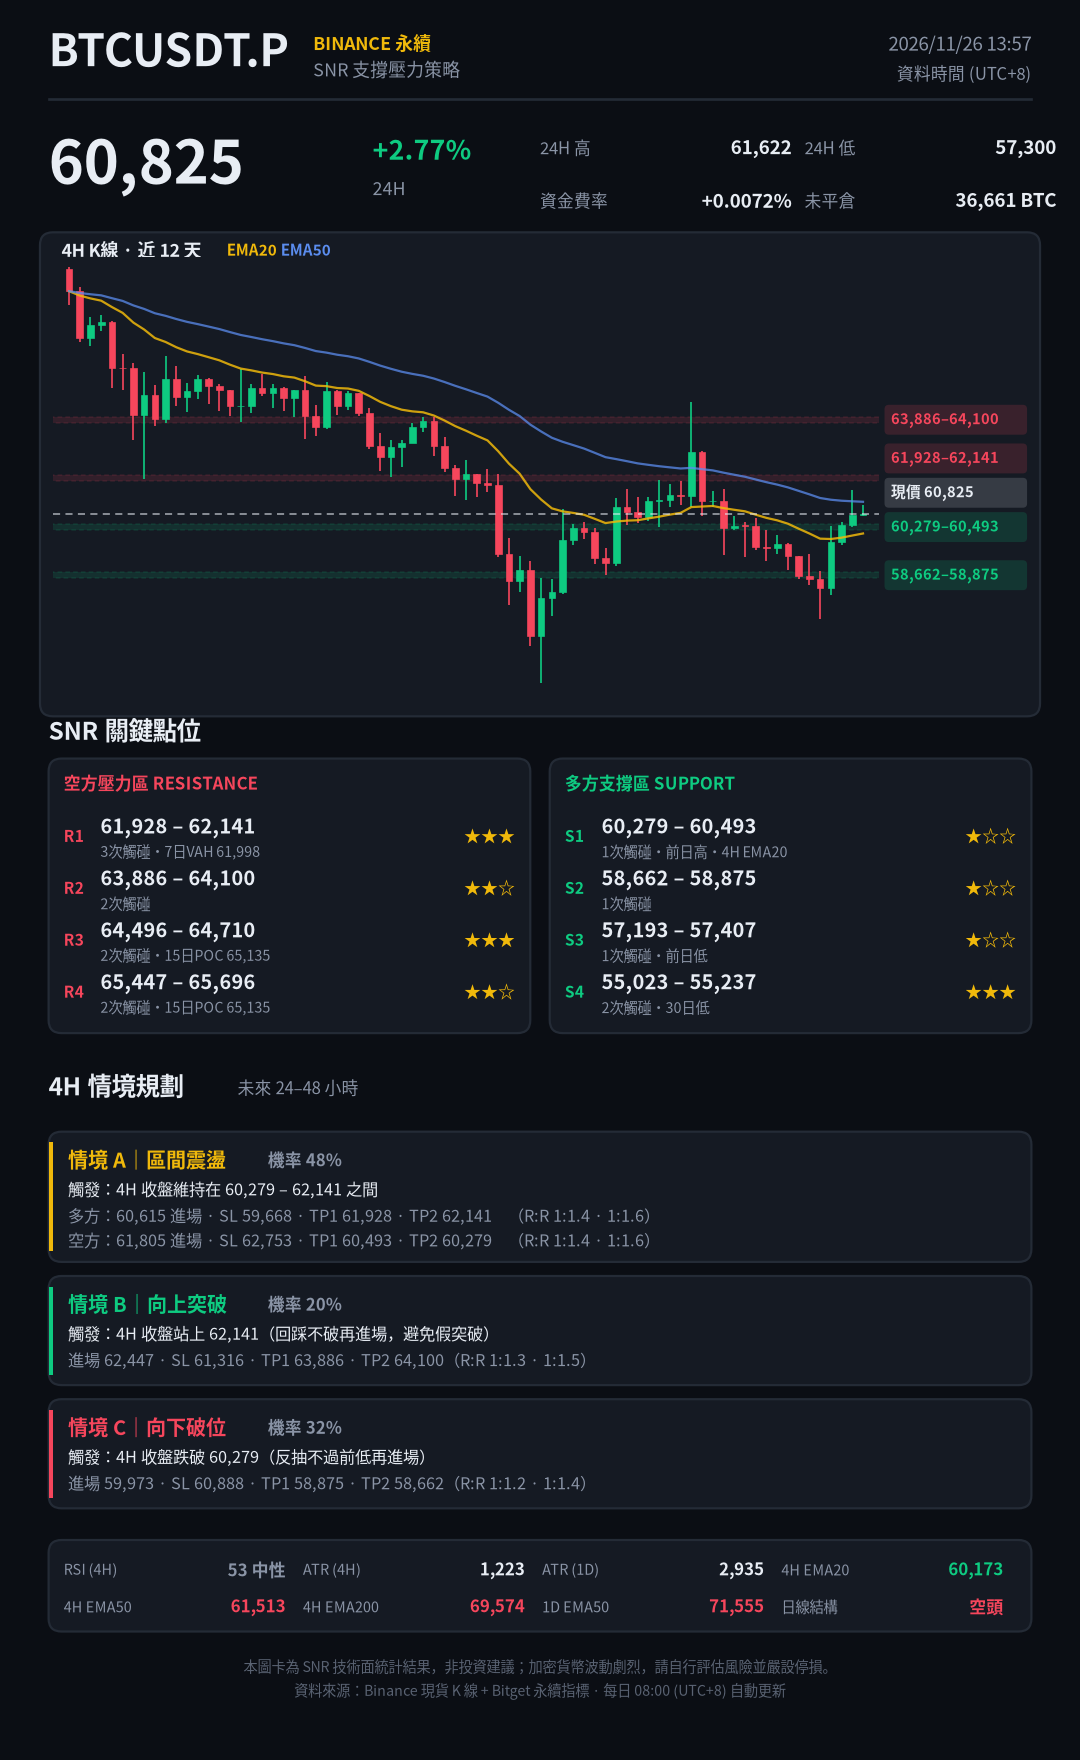 BTCUSDT.P
BINANCE 永續
SNR 支撐壓力策略
2026/11/26 13:57
資料時間 (UTC+8)
60,825
+2.77%
24H
24H 高 61,622 24H 低 57,300
資金費率 +0.0072% 未平倉 36,661 BTC
4H K線 · 近 12 天 EMA20 EMA50
63,886–64,100
61,928–62,141
現價 60,825
60,279–60,493
58,662–58,875
SNR 關鍵點位
空方壓力區 RESISTANCE
R1 61,928 – 62,141 ★★★
3次觸碰・7日VAH 61,998
R2 63,886 – 64,100 ★★☆
2次觸碰
R3 64,496 – 64,710 ★★★
2次觸碰・15日POC 65,135
R4 65,447 – 65,696 ★★☆
2次觸碰・15日POC 65,135
多方支撐區 SUPPORT
S1 60,279 – 60,493 ★☆☆
1次觸碰・前日高・4H EMA20
S2 58,662 – 58,875 ★☆☆
1次觸碰
S3 57,193 – 57,407 ★☆☆
1次觸碰・前日低
S4 55,023 – 55,237 ★★★
2次觸碰・30日低
4H 情境規劃 未來 24–48 小時
情境 A｜區間震盪 機率 48%
觸發：4H 收盤維持在 60,279 – 62,141 之間
多方：60,615 進場 · SL 59,668 · TP1 61,928 · TP2 62,141 （R:R 1:1.4 · 1:1.6）
空方：61,805 進場 · SL 62,753 · TP1 60,493 · TP2 60,279 （R:R 1:1.4 · 1:1.6）
情境 B｜向上突破 機率 20%
觸發：4H 收盤站上 62,141（回踩不破再進場，避免假突破）
進場 62,447 · SL 61,316 · TP1 63,886 · TP2 64,100（R:R 1:1.3 · 1:1.5）
情境 C｜向下破位 機率 32%
觸發：4H 收盤跌破 60,279（反抽不過前低再進場）
進場 59,973 · SL 60,888 · TP1 58,875 · TP2 58,662（R:R 1:1.2 · 1:1.4）
RSI (4H) 53 中性 ATR (4H) 1,223 ATR (1D) 2,935 4H EMA20 60,173
4H EMA50 61,513 4H EMA200 69,574 1D EMA50 71,555 日線結構 空頭
本圖卡為 SNR 技術面統計結果，非投資建議；加密貨幣波動劇烈，請自行評估風險並嚴設停損。
資料來源：Binance 現貨 K 線 + Bitget 永續指標 · 每日 08:00 (UTC+8) 自動更新